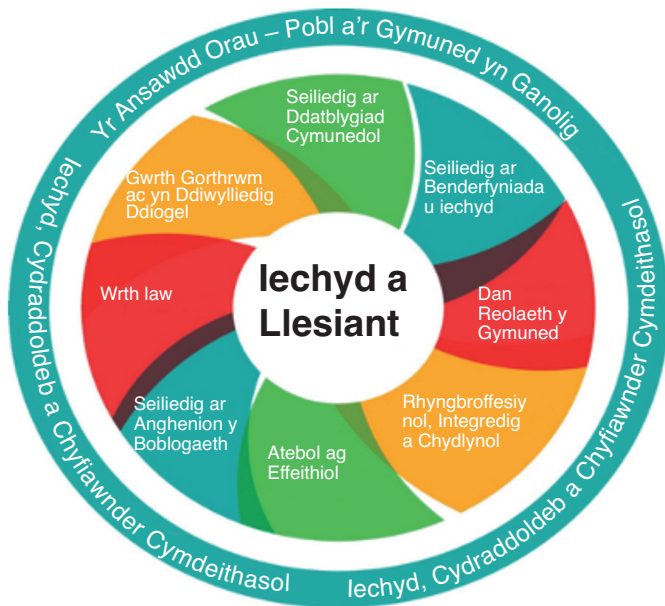 Yr Ansawdd Orau – Pobl a'r Gymuned yn Ganolig
Iechyd, Cydraddoldeb a Chyfiawnder Cymdeithasol
Iechyd, Cydraddoldeb a Chyfiawnder Cymdeithasol
Seiliedig ar
Ddatblygiad
Cymunedol
Seiliedig ar
Benderfyniada
u iechyd
Dan
Reolaeth y
Gymuned
Rhyngbroffesiy
nol, Integredig
a Chydlynol
Atebol ag
Effeithiol
Seiliedig ar
Anghenion y
Boblogaeth
Wrth law
Gwrth Gorthrwm
ac yn Ddiwylliedig
Ddiogel
Iechyd a
Llesiant